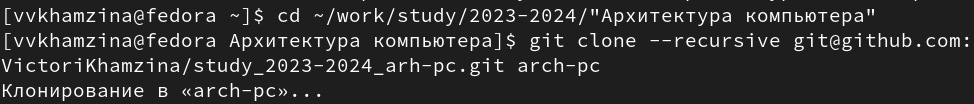 [vvkhamzina@fedora ~]$ cd ~/work/study/2023-2024/"Архитектура компьютера"
[vvkhamzina@fedora Архитектура компьютера]$ git clone --recursive git@github.com:
VictoriKhamzina/study_2023-2024_arh-pc.git arch-pc
Клонирование в «arch-pc»...